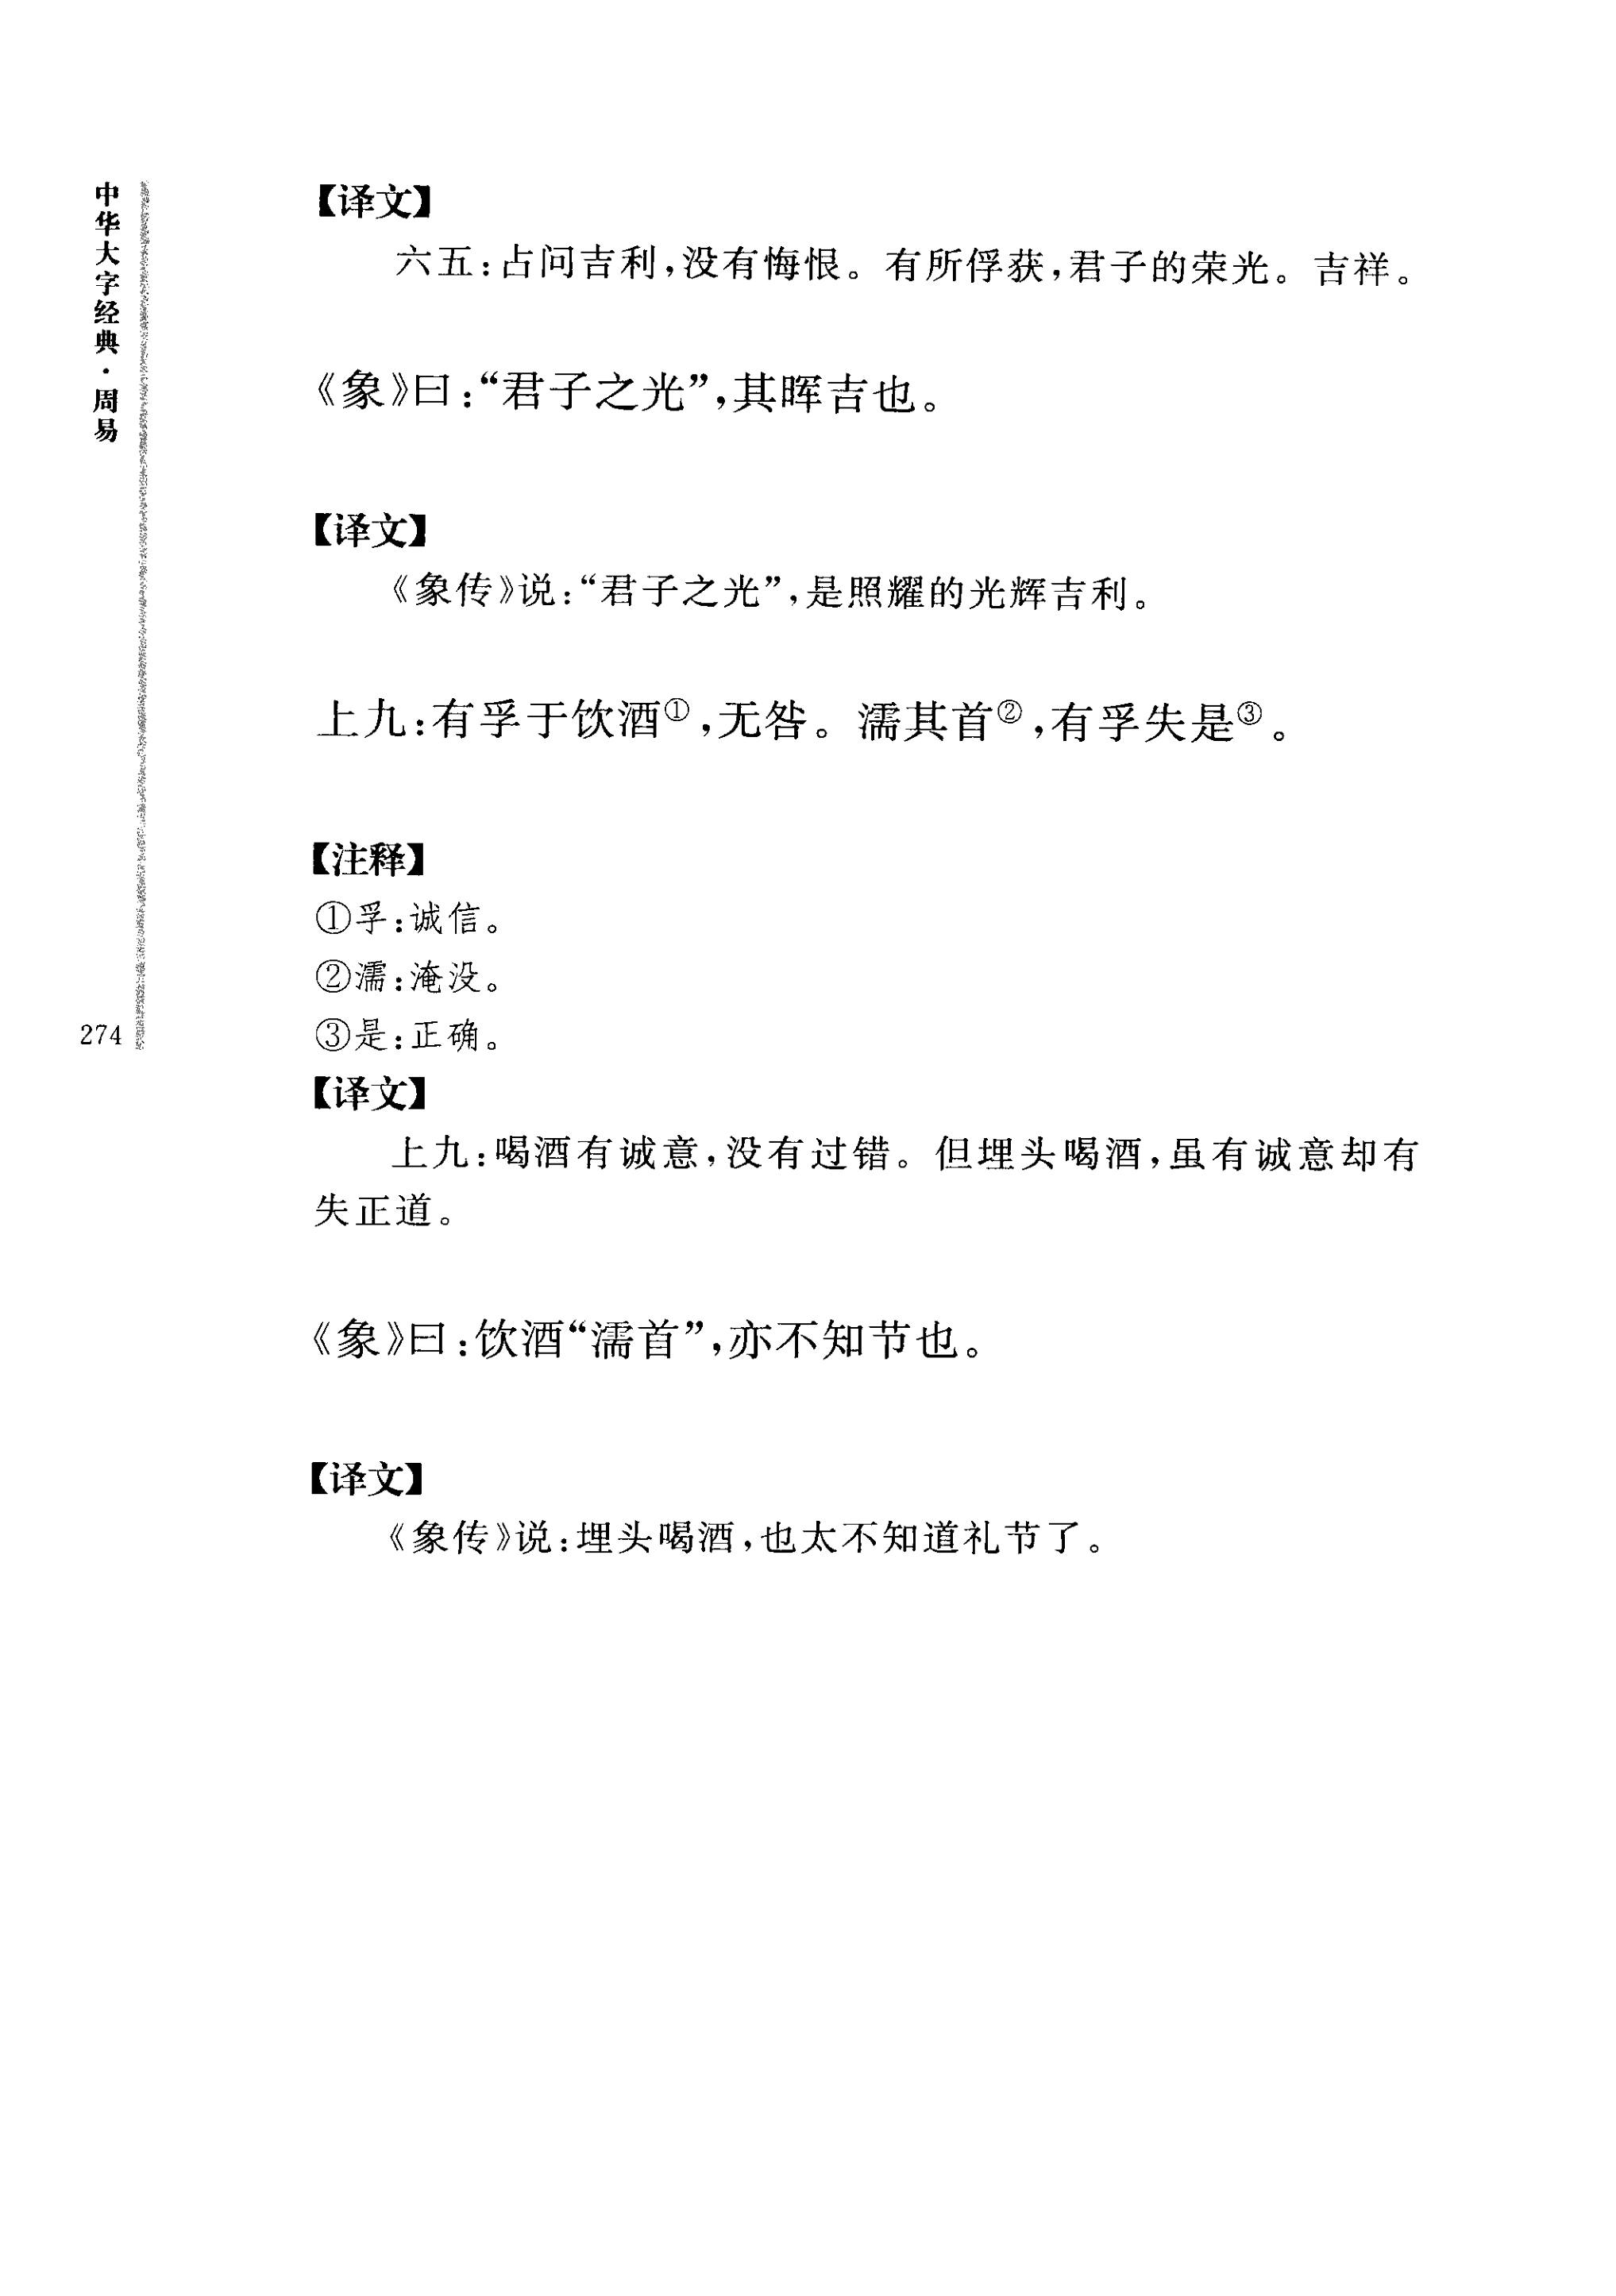 中华大字经典·周易
274
【译文】
六五:占问吉利,没有悔恨。有所俘获,君子的荣光。吉祥。
《象》曰:“君子之光”,其晖吉也。
【译文】
《象传》说:“君子之光”,是照耀的光辉吉利。
上九:有孚于饮酒①,无咎。濡其首②,有孚失是③。
【注释】
①孚:诚信。
②濡:淹没。
③是:正确。
【译文】
上九:喝酒有诚意,没有过错。但埋头喝酒,虽有诚意却有
失正道。
《象》曰:饮酒“濡首”,亦不知节也。
【译文】
《象传》说:埋头喝酒,也太不知道礼节了。